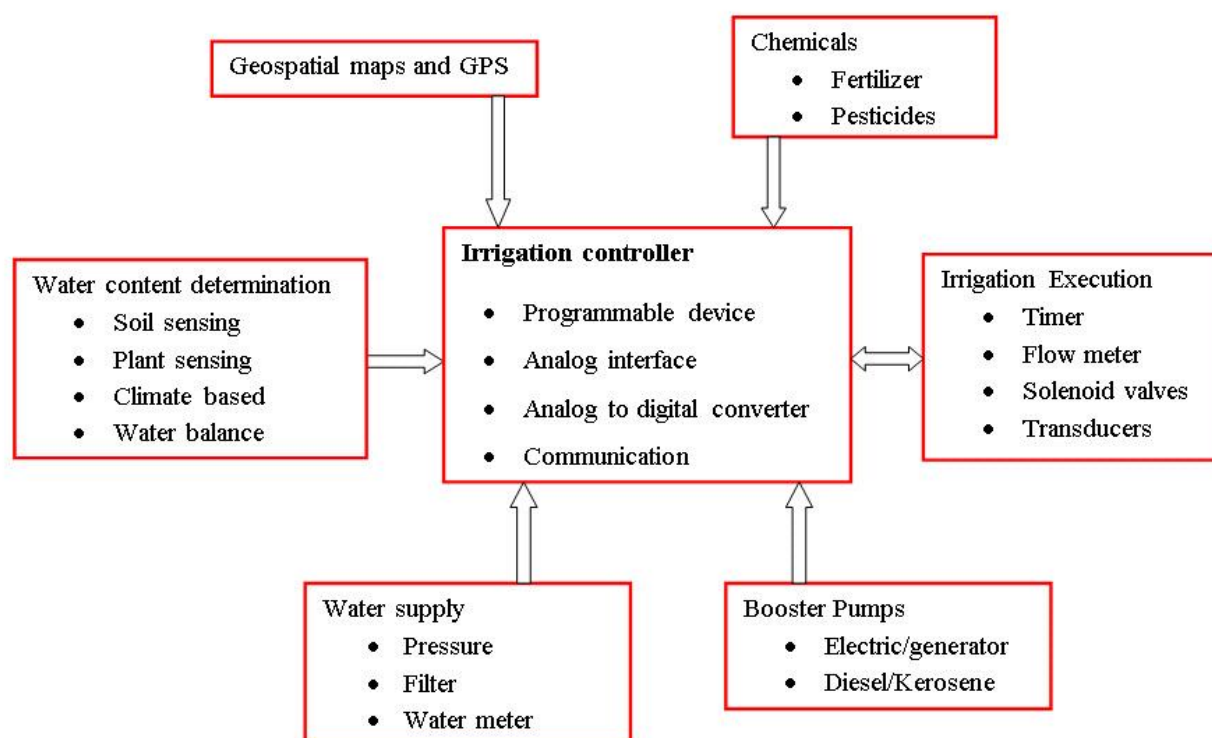 Geospatial maps and GPS
Chemicals
• Fertilizer
• Pesticides
Water content determination
• Soil sensing
• Plant sensing
• Climate based
• Water balance
Irrigation controller
• Programmable device
• Analog interface
• Analog to digital converter
• Communication
Irrigation Execution
• Timer
• Flow meter
• Solenoid valves
• Transducers
Water supply
• Pressure
• Filter
• Water meter
Booster Pumps
• Electric/generator
• Diesel/Kerosene